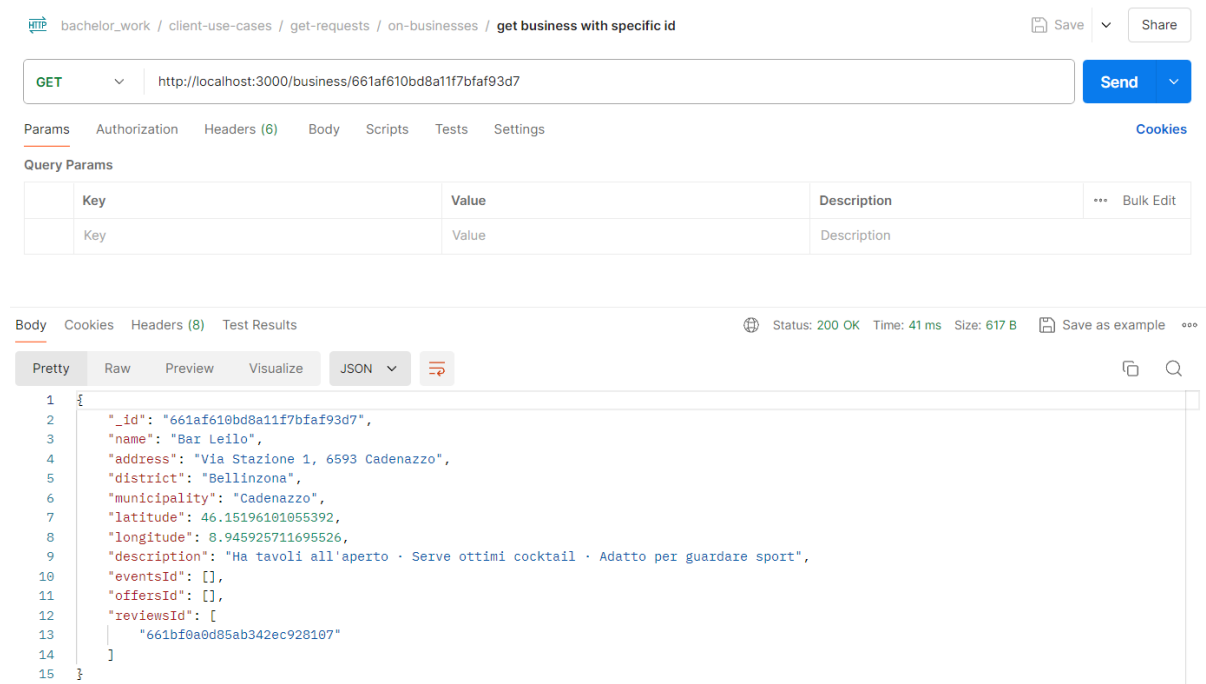 HTTP bachelor_work / client-use-cases / get-requests / on-businesses / get business with specific id Save Share
GET http://localhost:3000/business/661af610bd8a11f7bfaf93d7 Send
Params Authorization Headers (6) Body Scripts Tests Settings Cookies
Query Params
Key Value Description Bulk Edit
Key Value Description
Body Cookies Headers (8) Test Results Status: 200 OK Time: 41 ms Size: 617 B Save as example
Pretty Raw Preview Visualize JSON
1 {
2 "_id": "661af610bd8a11f7bfaf93d7",
3 "name": "Bar Leilo",
4 "address": "Via Stazione 1, 6593 Cadenazzo",
5 "district": "Bellinzona",
6 "municipality": "Cadenazzo",
7 "latitude": 46.15196101055392,
8 "longitude": 8.945925711695526,
9 "description": "Ha tavoli all'aperto · Serve ottimi cocktail · Adatto per guardare sport",
10 "eventsId": [],
11 "offersId": [],
12 "reviewsId": [
13 "661bf0a0d85ab342ec928107"
14 ]
15 }